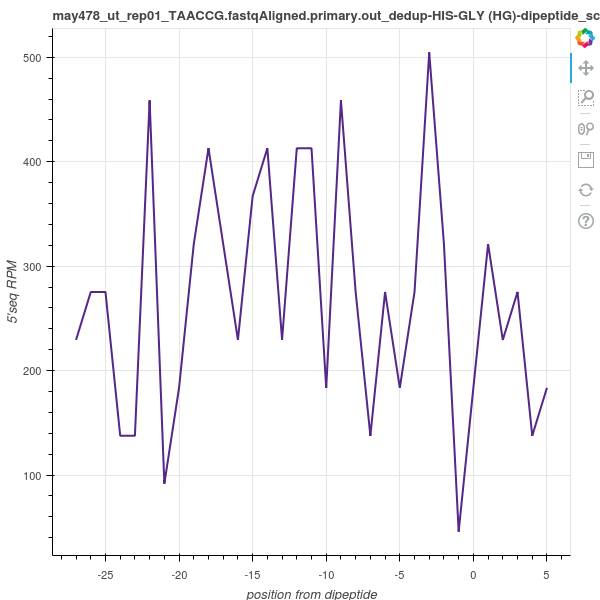 may478_ut_rep01_TAACCG.fastqAligned.primary.out_dedup-HIS-GLY (HG)-dipeptide_sc
500
400
300
200
100
5'seq RPM
-25 -20 -15 -10 -5 0 5
position from dipeptide